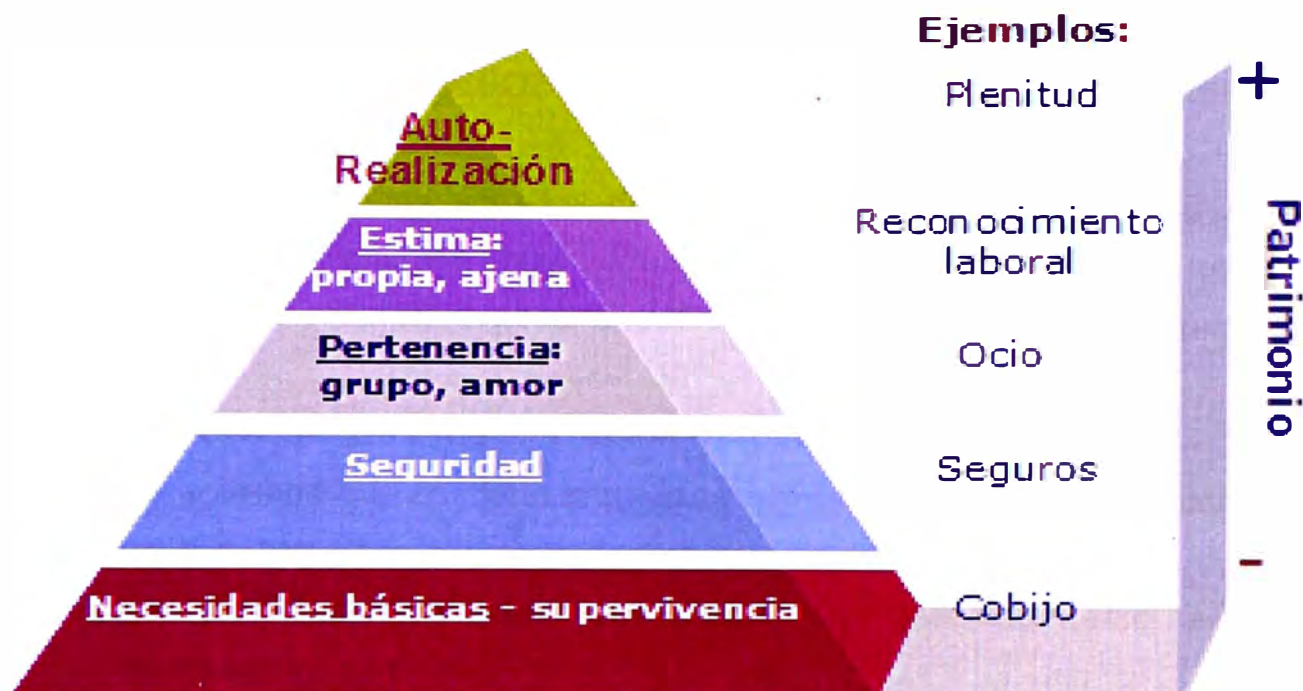 Ejemplos:
Plenitud
+
Auto-
Realización
Reconocimiento
laboral
Estima:
propia, ajena
Pertenencia:
grupo, amor
Ocio
Patrimonio
Seguridad
Seguros
-
Necesidades básicas - supervivencia
Cobijo